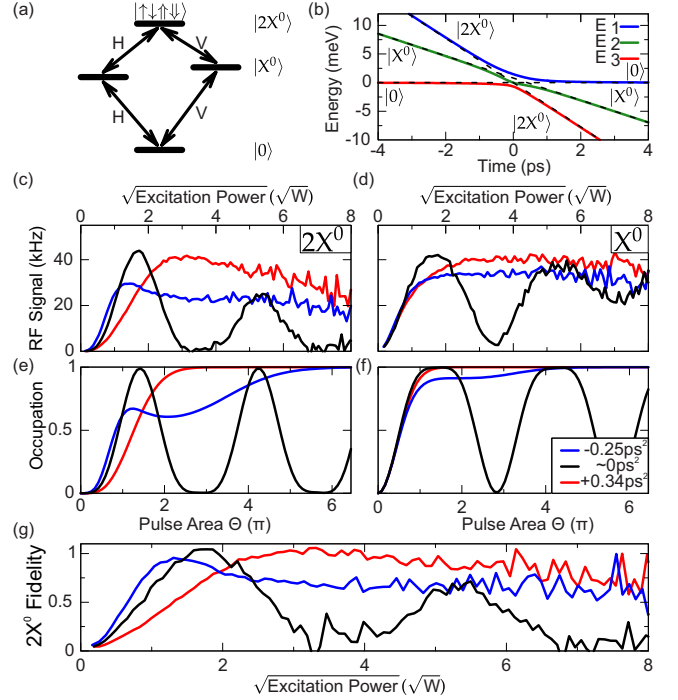 (a)
|↑↓⇑⇓⟩
|2X⁰⟩
H
V
|X⁰⟩
H
V
|0⟩
(b)
Energy (meV)
10
5
0
-5
-10
|2X⁰⟩
E 1
E 2
E 3
|X⁰⟩
|0⟩
|0⟩
|X⁰⟩
|2X⁰⟩
-4
-2
0
2
4
Time (ps)
(c)
√Excitation Power (√W)
0
2
4
6
8
2X⁰
RF Signal (kHz)
40
20
0
(d)
√Excitation Power (√W)
0
2
4
6
8
X⁰
(e)
Occupation
1
0.5
0
0
2
4
6
Pulse Area Θ (π)
(f)
-0.25ps²
~0ps²
+0.34ps²
0
2
4
6
Pulse Area Θ (π)
(g)
2X⁰ Fidelity
1
0.5
0
0
2
4
6
8
√Excitation Power (√W)